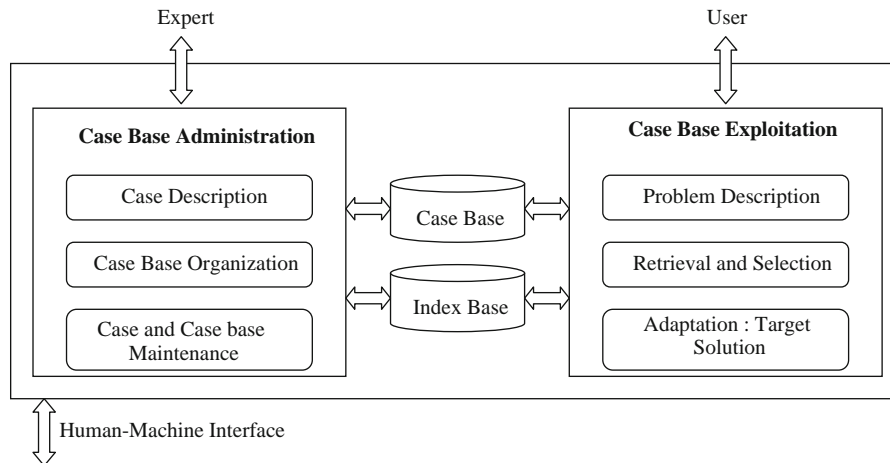 Expert
User
Case Base Administration
Case Description
Case Base Organization
Case and Case base
Maintenance
Case Base
Index Base
Case Base Exploitation
Problem Description
Retrieval and Selection
Adaptation : Target
Solution
Human-Machine Interface